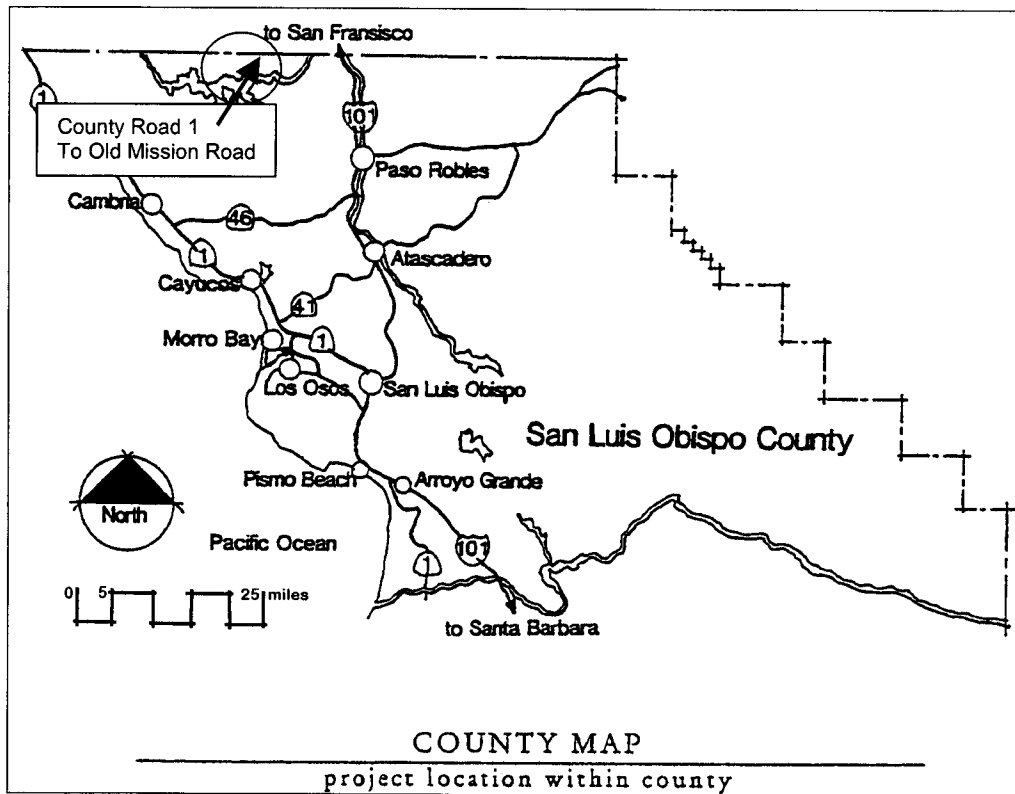 to San Fransisco
1
101
County Road 1
To Old Mission Road
Paso Robles
Cambria
46
1
Atascadero
Cayucos
41
Morro Bay
1
Los Osos
San Luis Obispo
San Luis Obispo County
Pismo Beach
Arroyo Grande
North
Pacific Ocean
101
1
0 5 25 miles
to Santa Barbara
COUNTY MAP
project location within county